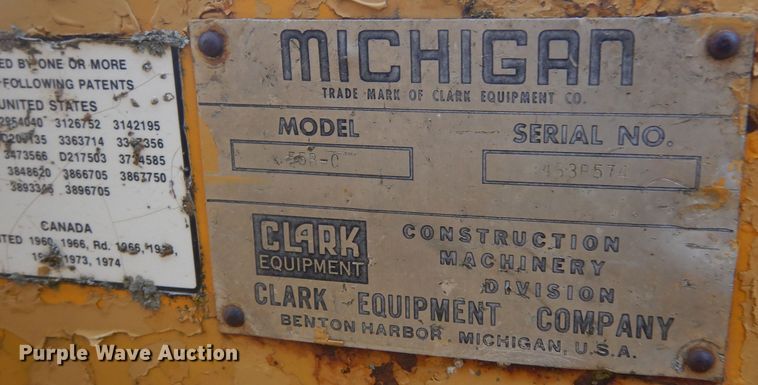 ED BY ONE OR MORE
FOLLOWING PATENTS
UNITED STATES
2954040 3126752 3142195
3363714
3473566 D217503
3848620 3866705 3867750
3896705
CANADA
1960, 1966, Rd. 1966,
1973, 1974
MICHIGAN
TRADE MARK OF CLARK EQUIPMENT CO.
MODEL
SERIAL NO.
CLARK
EQUIPMENT
CONSTRUCTION
MACHINERY
DIVISION
CLARK EQUIPMENT COMPANY
BENTON HARBOR, MICHIGAN, U.S.A.
Purple Wave Auction